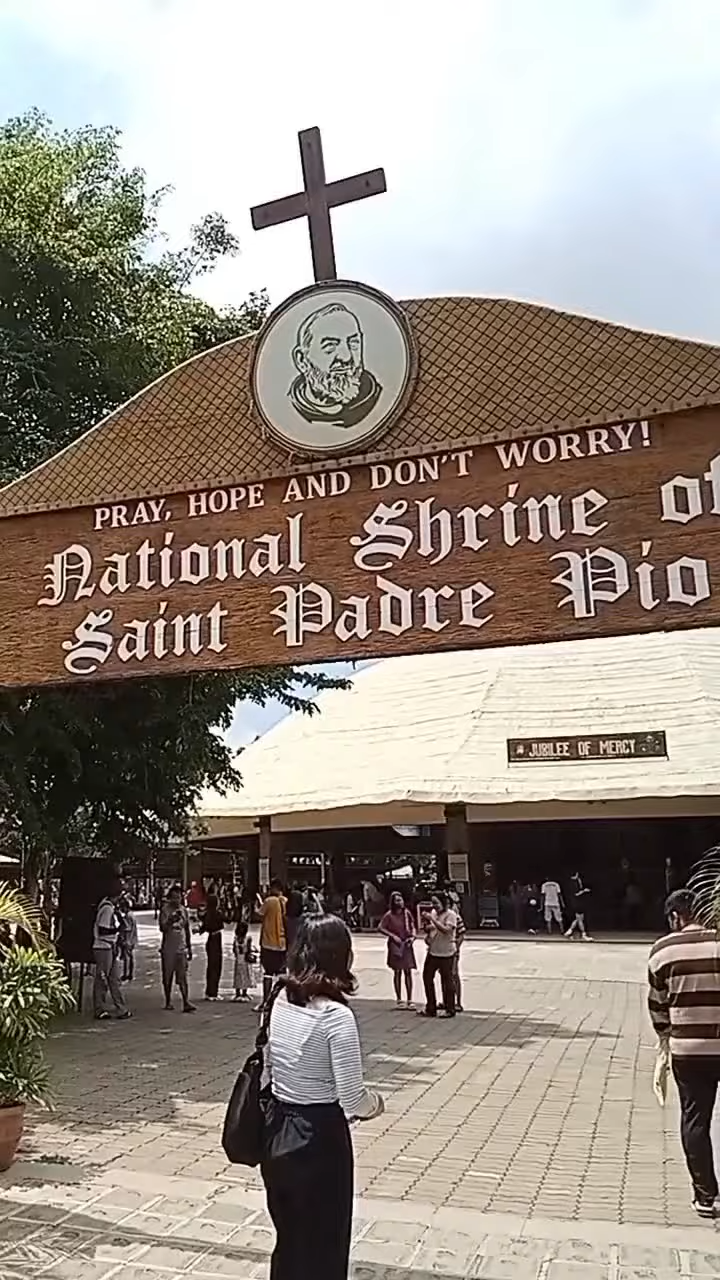 PRAY, HOPE AND DON'T WORRY!
National Shrine of
Saint Padre Pio
JUBILEE OF MERCY